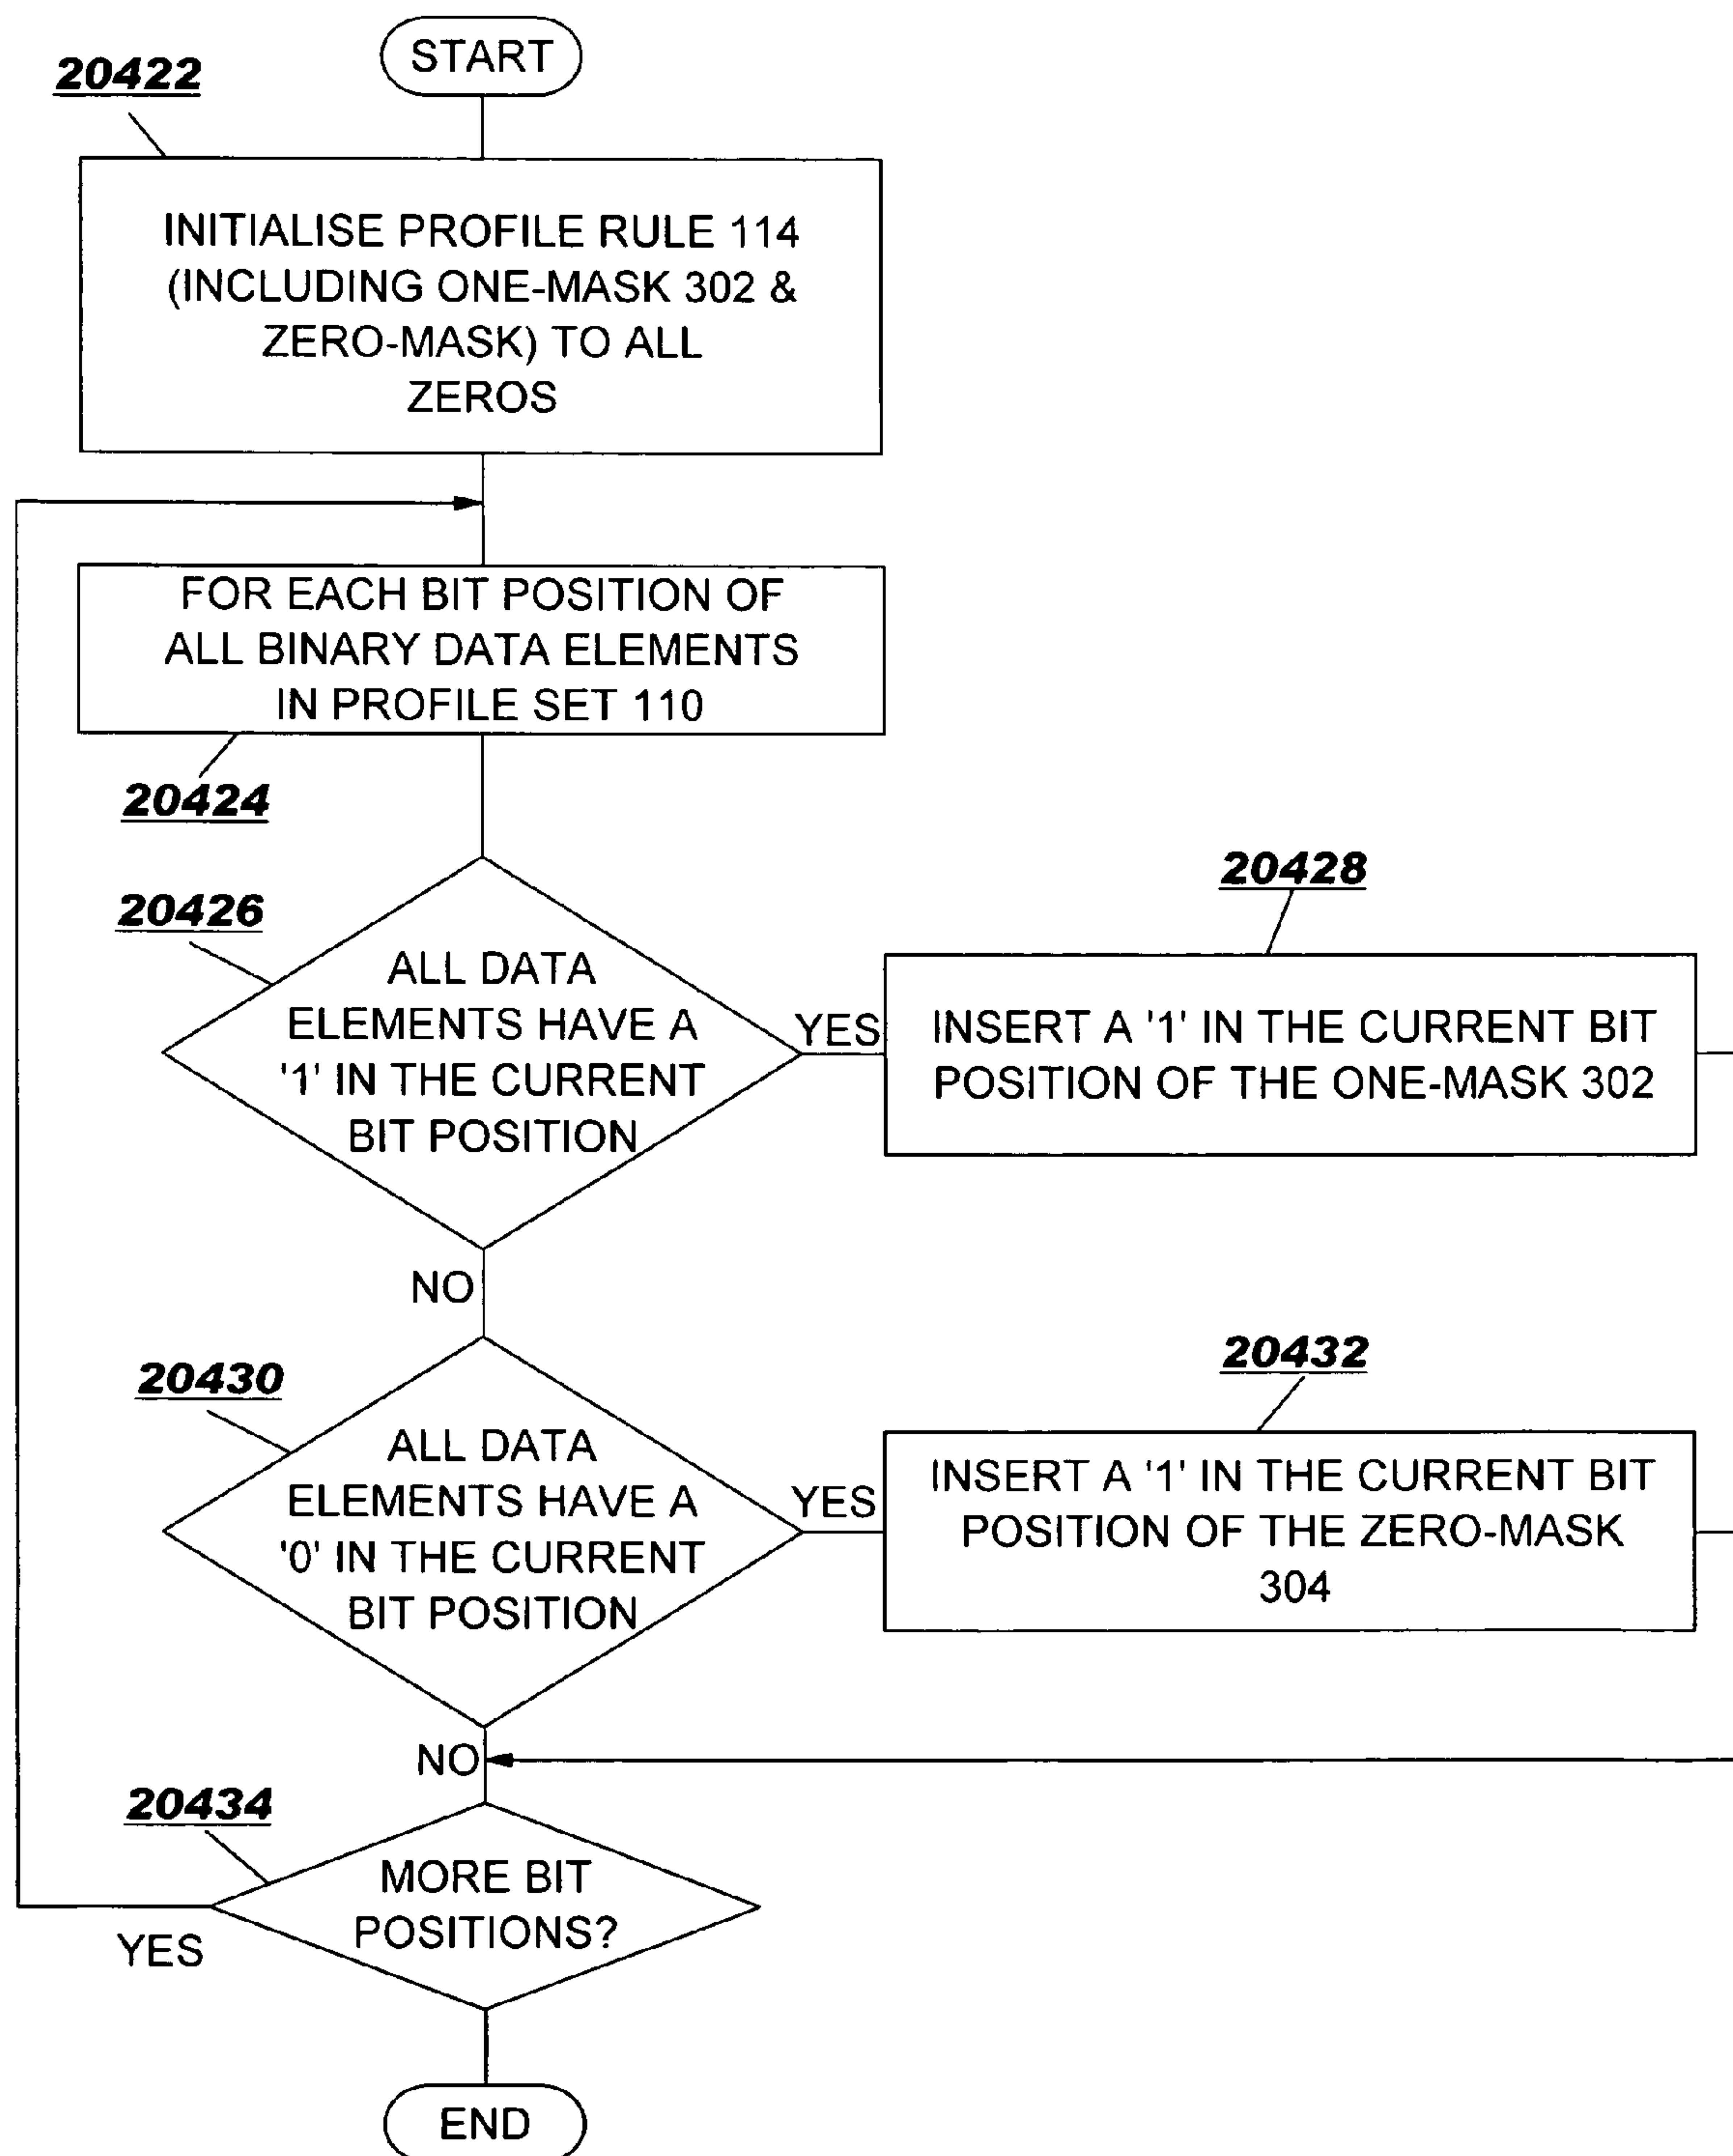 START
20422
INITIALISE PROFILE RULE 114
(INCLUDING ONE-MASK 302 &
ZERO-MASK) TO ALL
ZEROS
FOR EACH BIT POSITION OF
ALL BINARY DATA ELEMENTS
IN PROFILE SET 110
20424
20426
ALL DATA
ELEMENTS HAVE A
'1' IN THE CURRENT
BIT POSITION
YES
20428
INSERT A '1' IN THE CURRENT BIT
POSITION OF THE ONE-MASK 302
NO
20430
ALL DATA
ELEMENTS HAVE A
'0' IN THE CURRENT
BIT POSITION
YES
20432
INSERT A '1' IN THE CURRENT BIT
POSITION OF THE ZERO-MASK
304
NO
20434
MORE BIT
POSITIONS?
YES
END